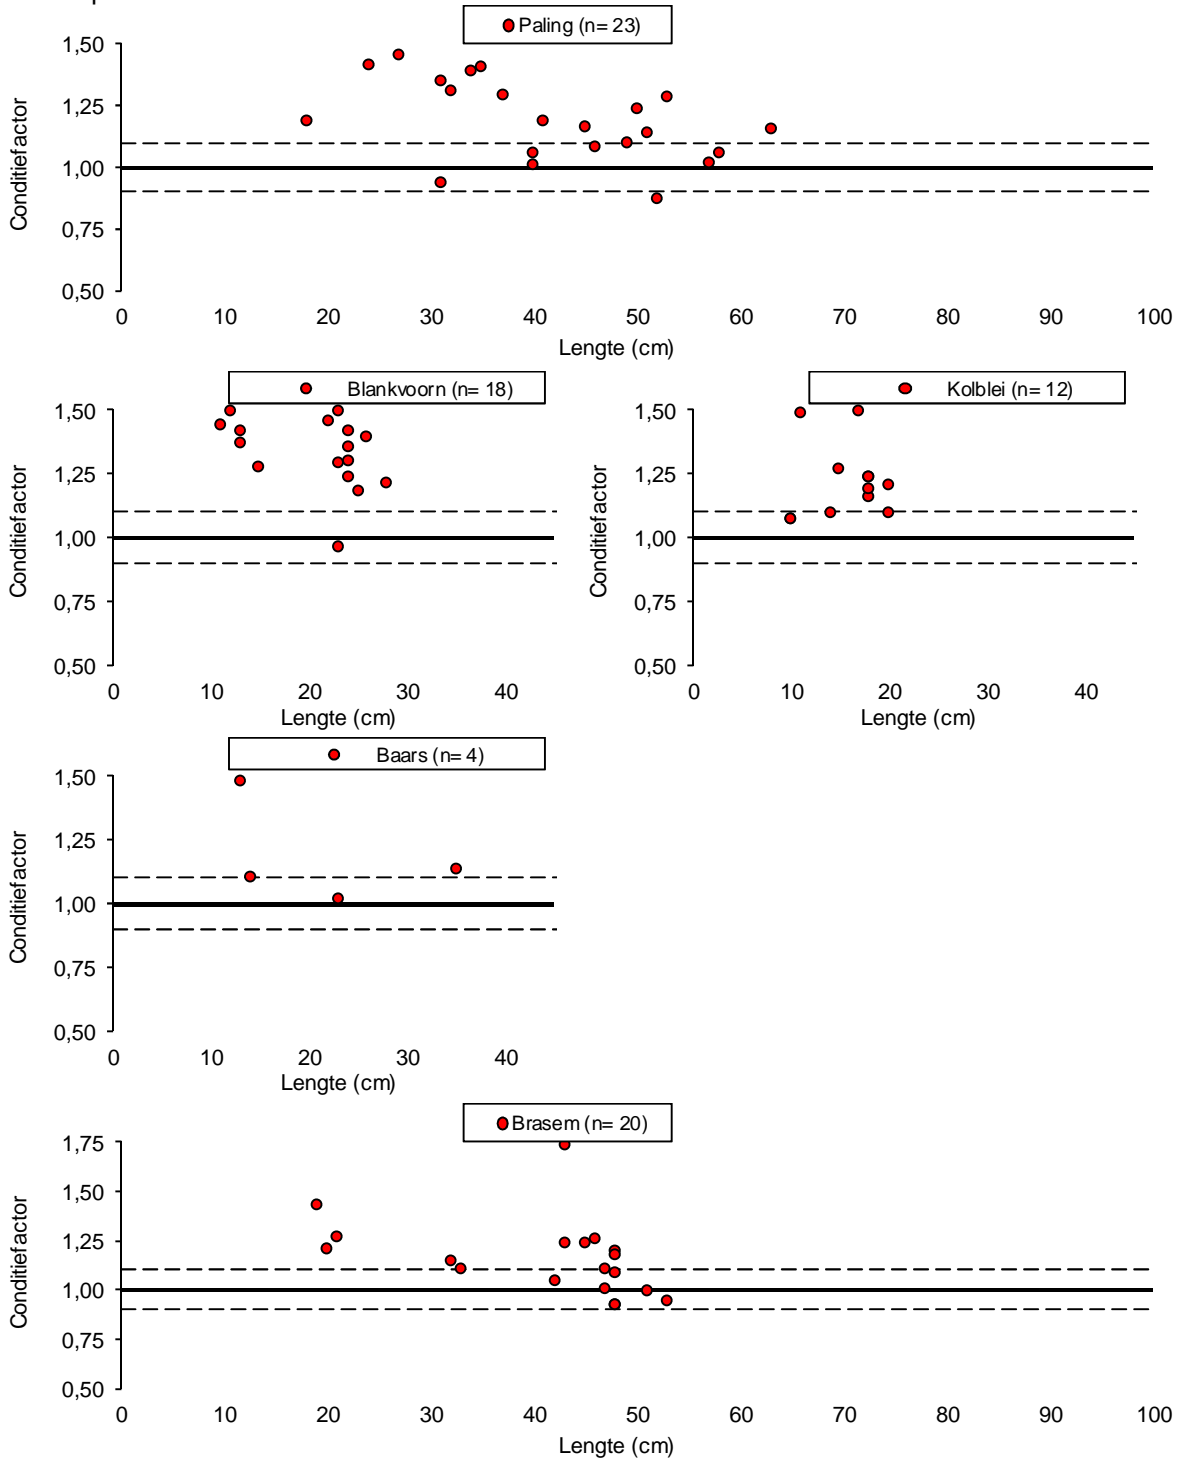 Paling (n= 23)
Conditiefactor
1,50
1,25
1,00
0,75
0,50
0 10 20 30 40 50 60 70 80 90 100
Lengte (cm)
Blankvoorn (n= 18)
Conditiefactor
1,50
1,25
1,00
0,75
0,50
0 10 20 30 40
Lengte (cm)
Kolblei (n= 12)
Conditiefactor
1,50
1,25
1,00
0,75
0,50
0 10 20 30 40
Lengte (cm)
Baars (n= 4)
Conditiefactor
1,50
1,25
1,00
0,75
0,50
0 10 20 30 40
Lengte (cm)
Brasem (n= 20)
Conditiefactor
1,75
1,50
1,25
1,00
0,75
0,50
0 10 20 30 40 50 60 70 80 90 100
Lengte (cm)